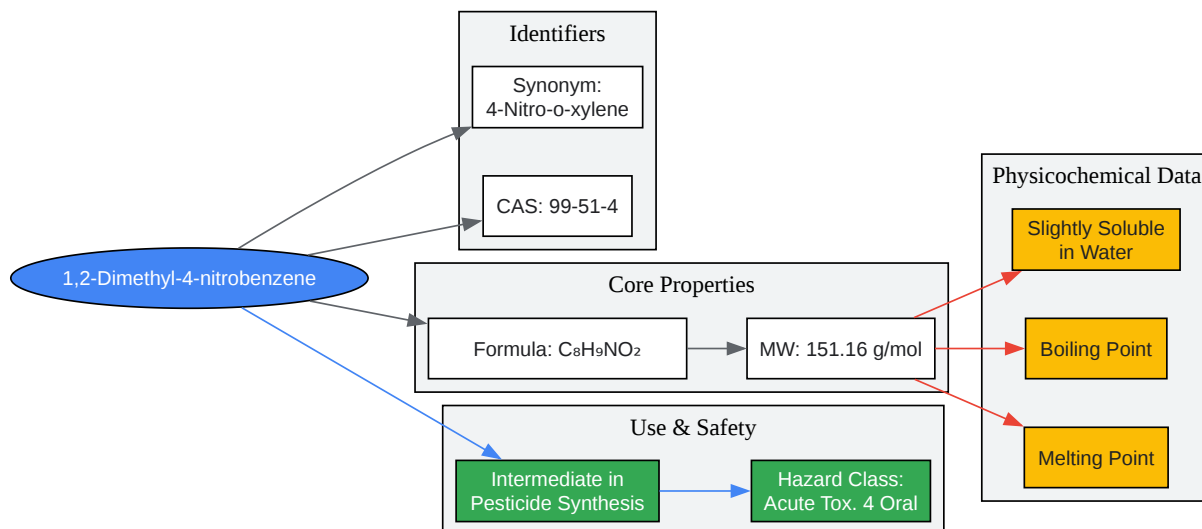 Identifiers
Synonym:
4-Nitro-o-xylene
CAS: 99-51-4
1,2-Dimethyl-4-nitrobenzene
Core Properties
Formula: C₈H₉NO₂
MW: 151.16 g/mol
Physicochemical Data
Slightly Soluble
in Water
Boiling Point
Melting Point
Use & Safety
Intermediate in
Pesticide Synthesis
Hazard Class:
Acute Tox. 4 Oral